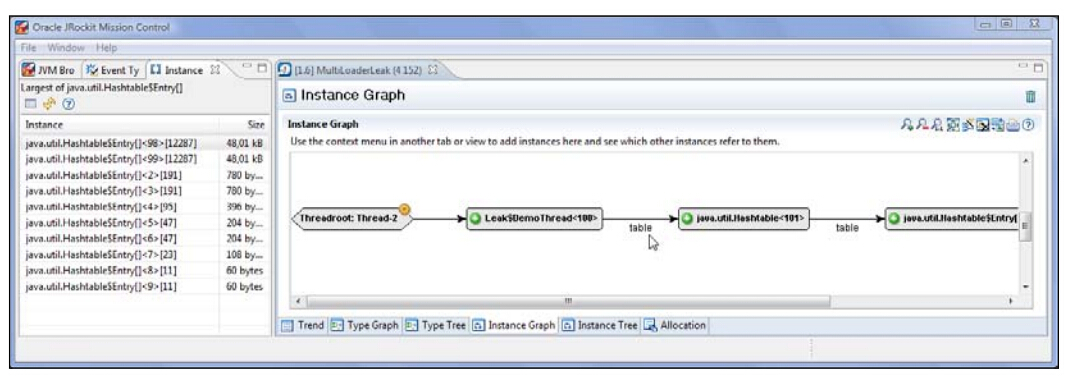 Oracle JRockit Mission Control
File Window Help
JVM Bro Event Ty Instance
Largest of java.util.Hashtable$Entry[]
Instance Size
java.util.Hashtable$Entry[]<98>[12287] 48,01 kB
java.util.Hashtable$Entry[]<99>[12287] 48,01 kB
java.util.Hashtable$Entry[]<2>[191] 780 by...
java.util.Hashtable$Entry[]<3>[191] 780 by...
java.util.Hashtable$Entry[]<4>[95] 396 by...
java.util.Hashtable$Entry[]<5>[47] 204 by...
java.util.Hashtable$Entry[]<6>[47] 204 by...
java.util.Hashtable$Entry[]<7>[23] 108 by...
java.util.Hashtable$Entry[]<8>[11] 60 bytes
java.util.Hashtable$Entry[]<9>[11] 60 bytes
[1.6] MultiLoaderLeak (4 152)
Instance Graph
Instance Graph
Use the context menu in another tab or view to add instances here and see which other instances refer to them.
Threadroot: Thread-2 Leak$DemoThread<100> java.util.Hashtable<101> java.util.Hashtable$Entry[
table table
Trend Type Graph Type Tree Instance Graph Instance Tree Allocation